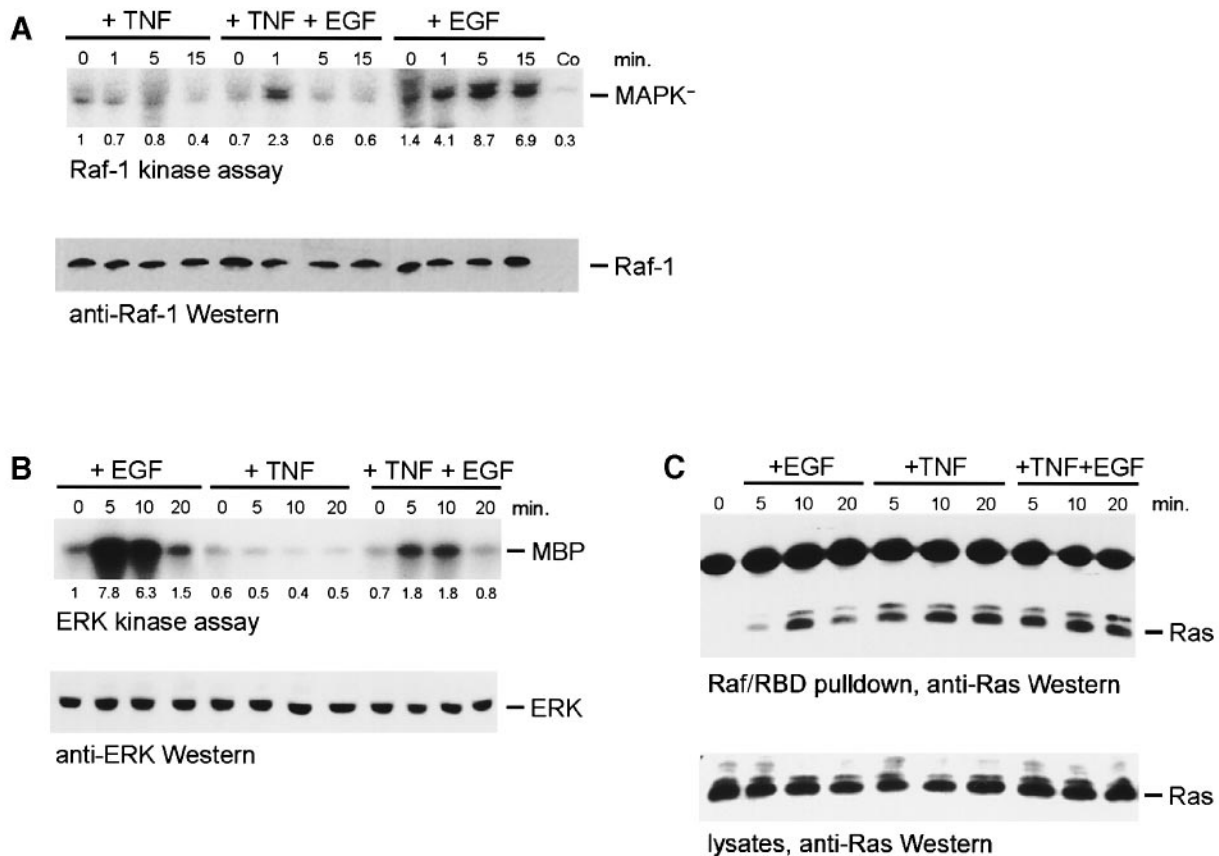 A
+ TNF + TNF + EGF + EGF
0 1 5 15 0 1 5 15 0 1 5 15 Co min.
MAPK⁻
1 0.7 0.8 0.4 0.7 2.3 0.6 0.6 1.4 4.1 8.7 6.9 0.3
Raf-1 kinase assay
Raf-1
anti-Raf-1 Western
B
+ EGF + TNF + TNF + EGF
0 5 10 20 0 5 10 20 0 5 10 20 min.
MBP
1 7.8 6.3 1.5 0.6 0.5 0.4 0.5 0.7 1.8 1.8 0.8
ERK kinase assay
ERK
anti-ERK Western
C
+EGF +TNF +TNF+EGF
0 5 10 20 5 10 20 5 10 20 min.
Ras
Raf/RBD pulldown, anti-Ras Western
Ras
lysates, anti-Ras Western